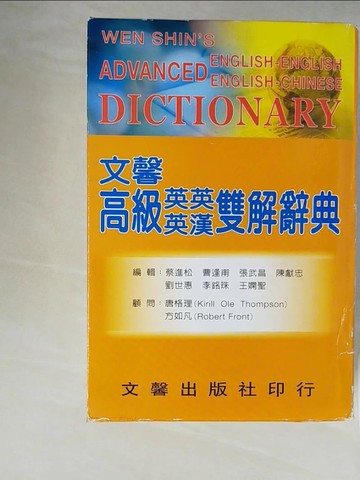 WEN SHIN'S
ADVANCED ENGLISH-ENGLISH
ENGLISH-CHINESE
DICTIONARY
文馨
高級英英雙解辭典
英漢
編輯：蔡進松 曹逢甫 張武昌 陳獻忠
劉世惠 李銘珠 王嫻聖
顧問：唐格理(Kirill Ole Thompson)
方如凡(Robert Front)
文馨出版社印行